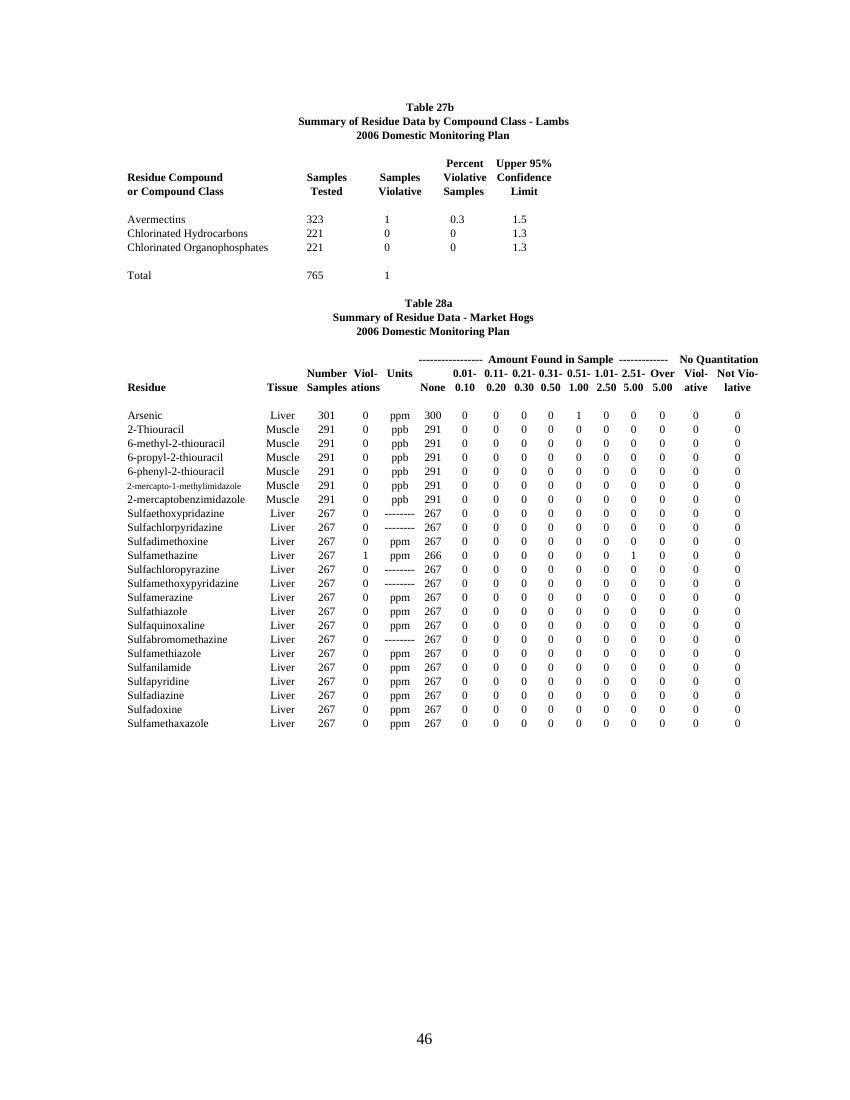 Table 27b
Summary of Residue Data by Compound Class - Lambs
2006 Domestic Monitoring Plan
Percent Upper 95%
Residue Compound Samples Samples Violative Confidence
or Compound Class Tested Violative Samples Limit
Avermectins 323 1 0.3 1.5
Chlorinated Hydrocarbons 221 0 0 1.3
Chlorinated Organophosphates 221 0 0 1.3
Total 765 1
Table 28a
Summary of Residue Data - Market Hogs
2006 Domestic Monitoring Plan
----------------- Amount Found in Sample ------------- No Quantitation
Number Viol- Units 0.01- 0.11- 0.21- 0.31- 0.51- 1.01- 2.51- Over Viol- Not Vio-
Residue Tissue Samples ations None 0.10 0.20 0.30 0.50 1.00 2.50 5.00 5.00 ative lative
Arsenic Liver 301 0 ppm 300 0 0 0 0 1 0 0 0 0 0
2-Thiouracil Muscle 291 0 ppb 291 0 0 0 0 0 0 0 0 0 0
6-methyl-2-thiouracil Muscle 291 0 ppb 291 0 0 0 0 0 0 0 0 0 0
6-propyl-2-thiouracil Muscle 291 0 ppb 291 0 0 0 0 0 0 0 0 0 0
6-phenyl-2-thiouracil Muscle 291 0 ppb 291 0 0 0 0 0 0 0 0 0 0
2-mercapto-1-methylimidazole Muscle 291 0 ppb 291 0 0 0 0 0 0 0 0 0 0
2-mercaptobenzimidazole Muscle 291 0 ppb 291 0 0 0 0 0 0 0 0 0 0
Sulfaethoxypridazine Liver 267 0 -------- 267 0 0 0 0 0 0 0 0 0 0
Sulfachlorpyridazine Liver 267 0 -------- 267 0 0 0 0 0 0 0 0 0 0
Sulfadimethoxine Liver 267 0 ppm 267 0 0 0 0 0 0 0 0 0 0
Sulfamethazine Liver 267 1 ppm 266 0 0 0 0 0 0 1 0 0 0
Sulfachloropyrazine Liver 267 0 -------- 267 0 0 0 0 0 0 0 0 0 0
Sulfamethoxypyridazine Liver 267 0 -------- 267 0 0 0 0 0 0 0 0 0 0
Sulfamerazine Liver 267 0 ppm 267 0 0 0 0 0 0 0 0 0 0
Sulfathiazole Liver 267 0 ppm 267 0 0 0 0 0 0 0 0 0 0
Sulfaquinoxaline Liver 267 0 ppm 267 0 0 0 0 0 0 0 0 0 0
Sulfabromomethazine Liver 267 0 -------- 267 0 0 0 0 0 0 0 0 0 0
Sulfamethiazole Liver 267 0 ppm 267 0 0 0 0 0 0 0 0 0 0
Sulfanilamide Liver 267 0 ppm 267 0 0 0 0 0 0 0 0 0 0
Sulfapyridine Liver 267 0 ppm 267 0 0 0 0 0 0 0 0 0 0
Sulfadiazine Liver 267 0 ppm 267 0 0 0 0 0 0 0 0 0 0
Sulfadoxine Liver 267 0 ppm 267 0 0 0 0 0 0 0 0 0 0
Sulfamethaxazole Liver 267 0 ppm 267 0 0 0 0 0 0 0 0 0 0
46